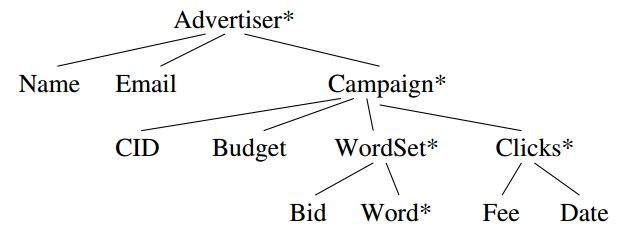 Advertiser*
Name Email Campaign*
CID Budget WordSet* Clicks*
Bid Word* Fee Date